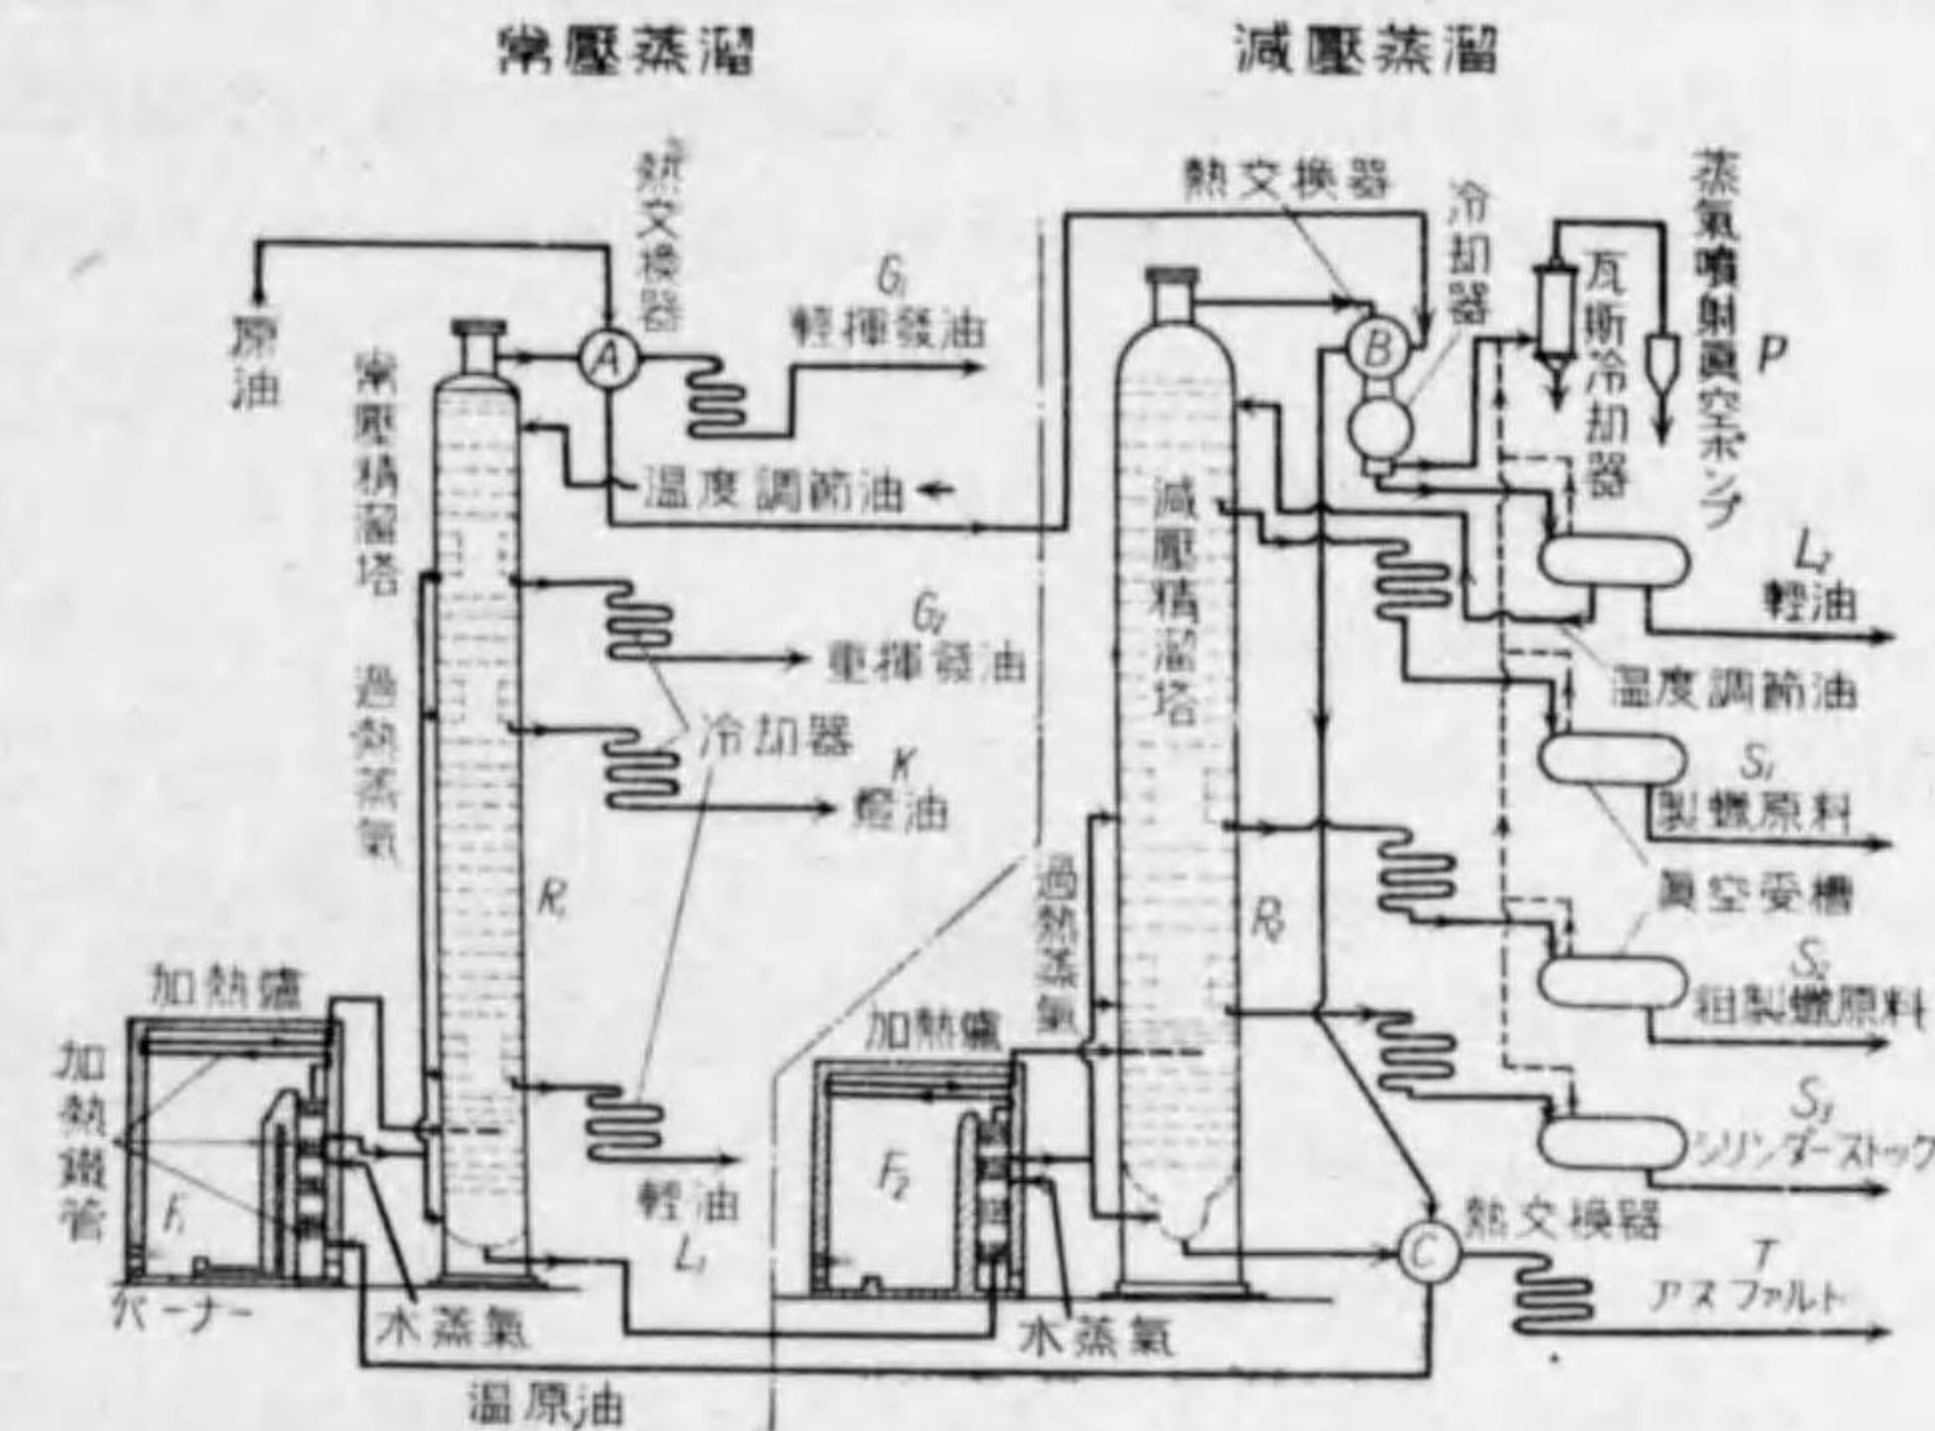 常壓蒸溜
減壓蒸溜
熱交換器
原油
G₁
輕揮發油
常壓精溜塔
A
温度調節油
G₂
重揮發油
冷却器
K
燈油
過熱蒸氣
R₁
加熱爐
加熱鐵管
F₁
バーナー
水蒸氣
輕油
L₁
温原油
熱交換器
冷却器
B
瓦斯冷却器
蒸氣噴射眞空ポンプ
P
減壓精溜塔
L₂
輕油
温度調節油
S₁
製蠟原料
眞空受槽
S₂
粗製蠟原料
S₃
シリンダーストック
過熱蒸氣
R₂
加熱爐
F₂
水蒸氣
熱交換器
C
T
アスファルト